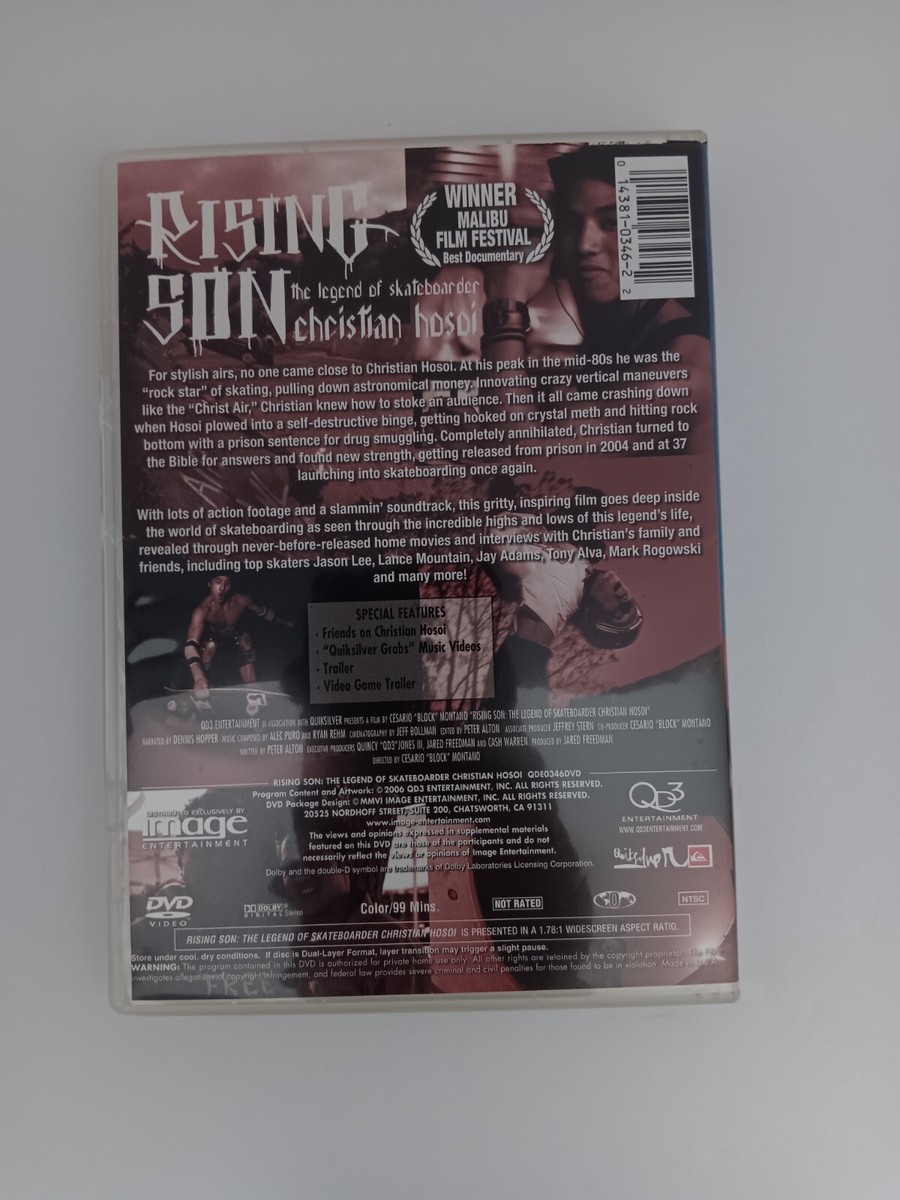 RISING
SON
the legend of skateboarder
christian hosoi
WINNER
MALIBU
FILM FESTIVAL
Best Documentary
0 14381-0346-2 2
For stylish airs, no one came close to Christian Hosoi. At his peak in the mid-80s he was the
“rock star” of skating, pulling down astronomical money. Innovating crazy vertical maneuvers
like the “Christ Air,” Christian knew how to stoke an audience. Then it all came crashing down
when Hosoi plowed into a self-destructive binge, getting hooked on crystal meth and hitting rock
bottom with a prison sentence for drug smuggling. Completely annihilated, Christian turned to
the Bible for answers and found new strength, getting released from prison in 2004 and at 37
launching into skateboarding once again.
With lots of action footage and a slammin’ soundtrack, this gritty, inspiring film goes deep inside
the world of skateboarding as seen through the incredible highs and lows of this legend’s life,
revealed through never-before-released home movies and interviews with Christian’s family and
friends, including top skaters Jason Lee, Lance Mountain, Jay Adams, Tony Alva, Mark Rogowski
and many more!
SPECIAL FEATURES
· Friends on Christian Hosoi
· “Quiksilver Grabs” Music Videos
· Trailer
· Video Game Trailer
QD3 ENTERTAINMENT IN ASSOCIATION WITH QUIKSILVER PRESENTS A FILM BY CESARIO "BLOCK" MONTANO "RISING SON: THE LEGEND OF SKATEBOARDER CHRISTIAN HOSOI"
NARRATED BY DENNIS HOPPER MUSIC COMPOSED BY ALEC PURO AND RYAN REHM CINEMATOGRAPHY BY JEFF BOLLMAN EDITED BY PETER ALTON ASSOCIATE PRODUCER JEFFREY STERN CO-PRODUCER CESARIO "BLOCK" MONTANO
WRITTEN BY PETER ALTON EXECUTIVE PRODUCERS QUINCY "QD3"JONES III, JARED FREEDMAN AND CASH WARREN PRODUCED BY JARED FREEDMAN
DIRECTED BY CESARIO "BLOCK" MONTANO
RISING SON: THE LEGEND OF SKATEBOARDER CHRISTIAN HOSOI QDE0346DVD
Program Content and Artwork: ©2006 QD3 ENTERTAINMENT, INC. ALL RIGHTS RESERVED.
DVD Package Design: ©MMVI IMAGE ENTERTAINMENT, INC. ALL RIGHTS RESERVED.
20525 NORDHOFF STREET, SUITE 200, CHATSWORTH, CA 91311
www.image-entertainment.com
The views and opinions expressed in supplemental materials
featured on this DVD are those of the participants and do not
necessarily reflect the views or opinions of Image Entertainment.
Dolby and the double-D symbol are trademarks of Dolby Laboratories Licensing Corporation.
DISTRIBUTED EXCLUSIVELY BY
image
ENTERTAINMENT
QD3
ENTERTAINMENT
WWW.QD3ENTERTAINMENT.COM
Quiksilver
DVD
VIDEO
DOLBY
DIGITAL Stereo
Color/99 Mins.
NOT RATED
0
NTSC
RISING SON: THE LEGEND OF SKATEBOARDER CHRISTIAN HOSOI IS PRESENTED IN A 1.78:1 WIDESCREEN ASPECT RATIO.
Store under cool, dry conditions. If disc is Dual-Layer Format, layer transition may trigger a slight pause.
WARNING: The program contained in this DVD is authorized for private home use only. All other rights are retained by the copyright proprietor. The
investigates allegations of copyright infringement, and federal law provides severe criminal and civil penalties for those found to be in violation. Made in